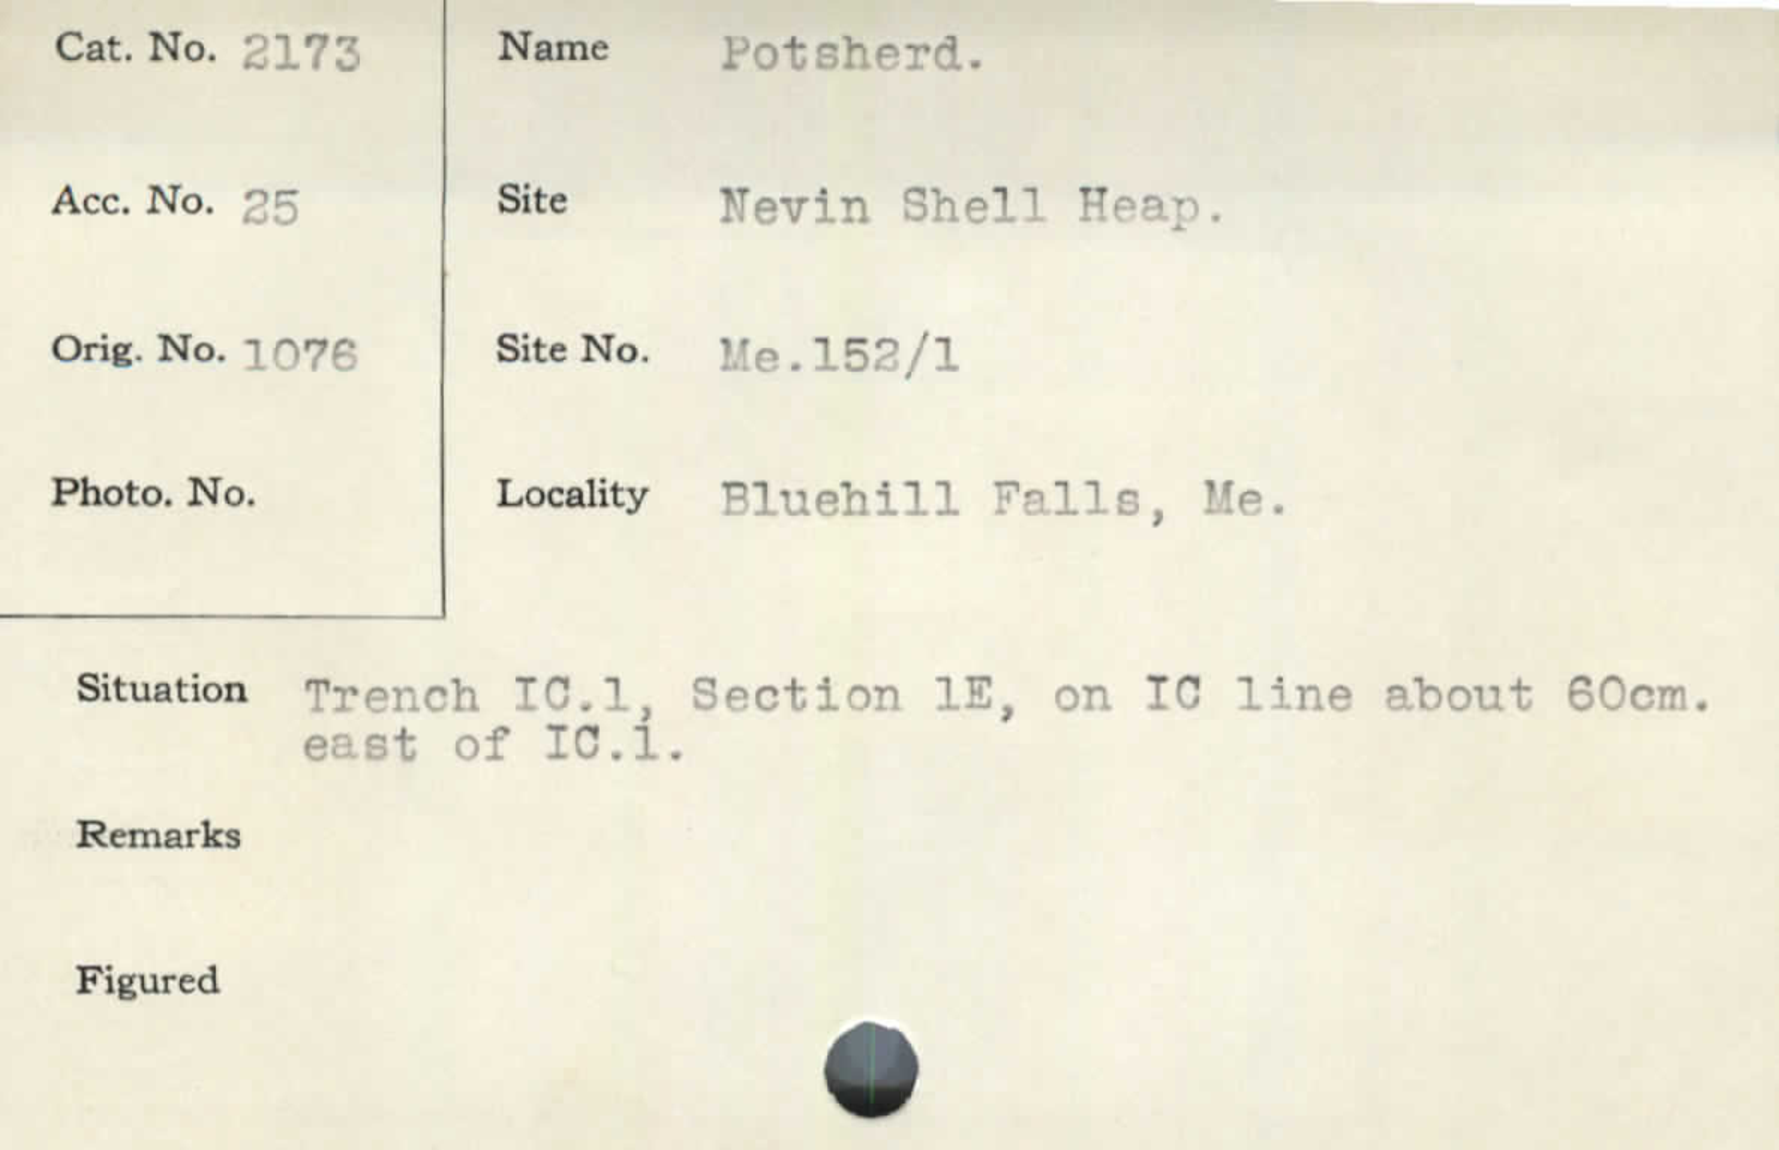 Cat. No. 2173
Name Potsherd.
Acc. No. 25
Site Nevin Shell Heap.
Orig. No. 1076
Site No. Me.152/1
Photo. No.
Locality Bluehill Falls, Me.
Situation Trench IC.1, Section 1E, on IC line about 60cm.
east of IC.i.
Remarks
Figured